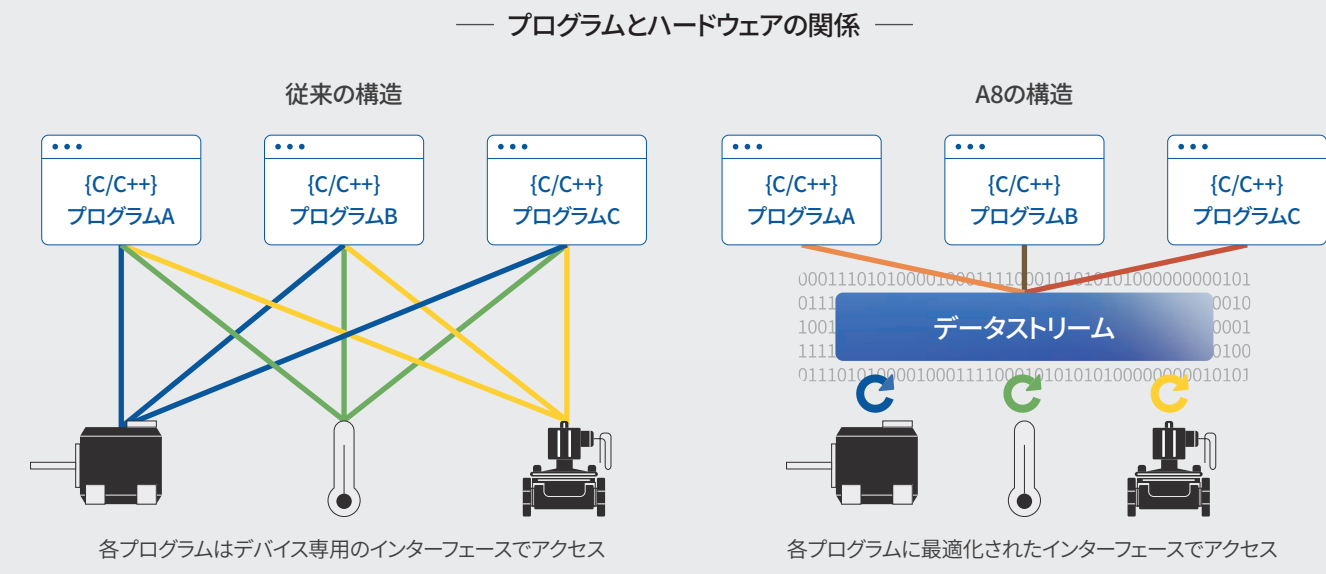 プログラムとハードウェアの関係
従来の構造
{C/C++}
プログラムA
{C/C++}
プログラムB
{C/C++}
プログラムC
各プログラムはデバイス専用のインターフェースでアクセス
A8の構造
{C/C++}
プログラムA
{C/C++}
プログラムB
{C/C++}
プログラムC
データストリーム
0111
0010
1001
0001
1111
0100
各プログラムに最適化されたインターフェースでアクセス